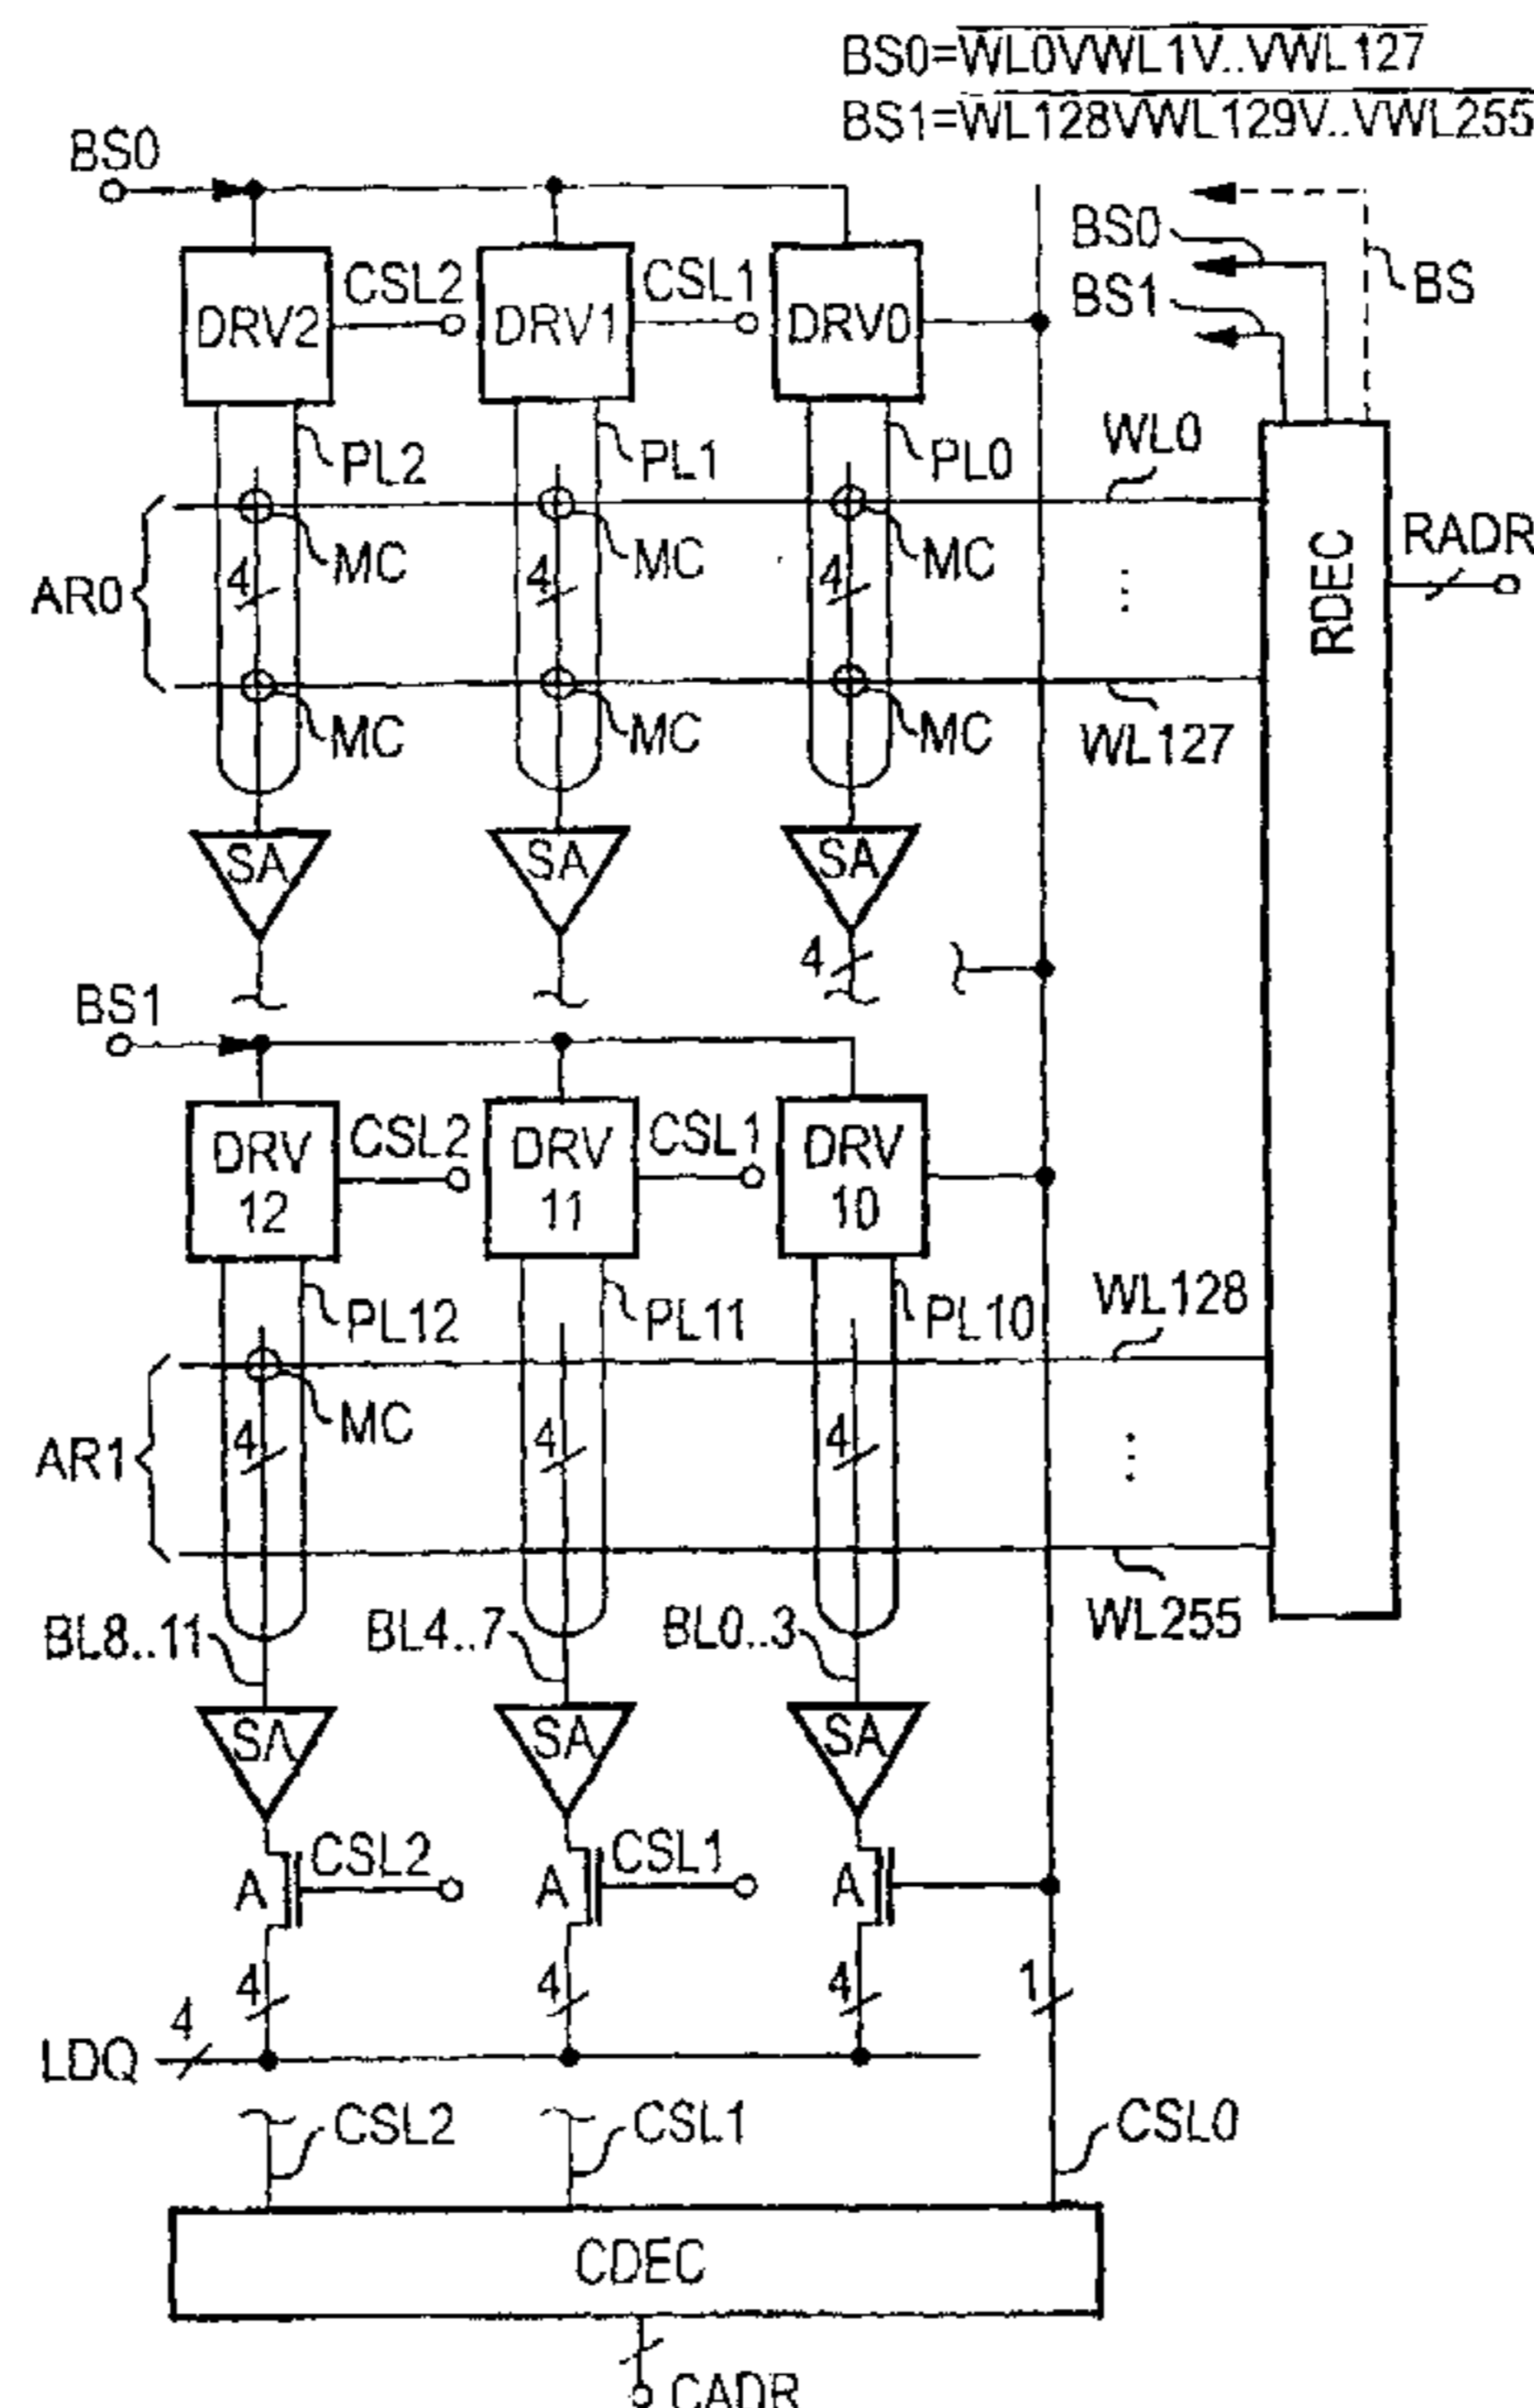 BS0=WL0VWL1V..VWL127
BS1=WL128VWL129V..VWL255
BS0
BS0
BS1
BS
CSL2
CSL1
DRV2
DRV1
DRV0
PL2
PL1
PL0
WL0
RADR
RDEC
MC
MC
MC
AR0
4
4
4
MC
MC
MC
WL127
SA
SA
SA
4
BS1
DRV 12
CSL2
DRV 11
CSL1
DRV 10
PL12
PL11
PL10
WL128
MC
AR1
4
4
4
BL8..11
BL4..7
BL0..3
WL255
SA
SA
SA
A
CSL2
A
CSL1
A
4
4
4
1
LDQ
4
CSL2
CSL1
CSL0
CDEC
CADR